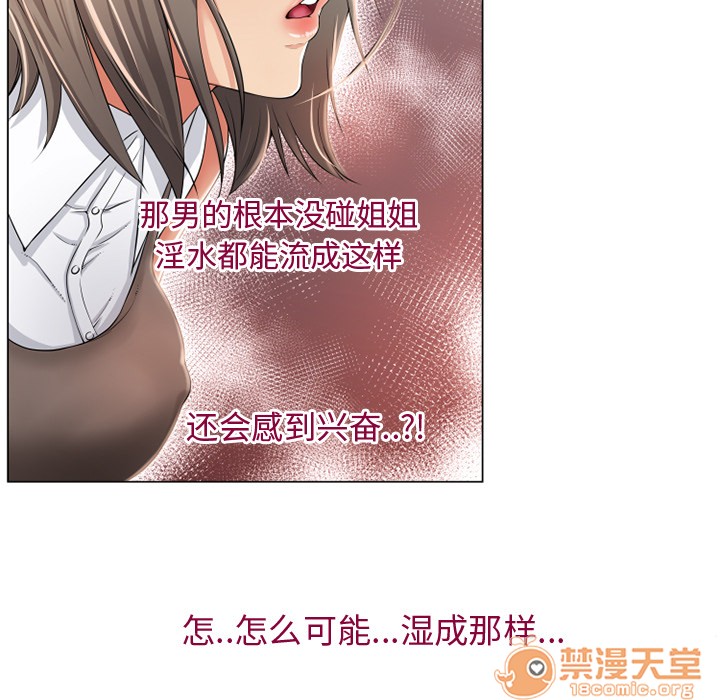 那男的根本没碰姐姐
淫水都能流成这样
还会感到兴奋..?!
怎..怎么可能...湿成那样...
禁漫天堂
18comic.org